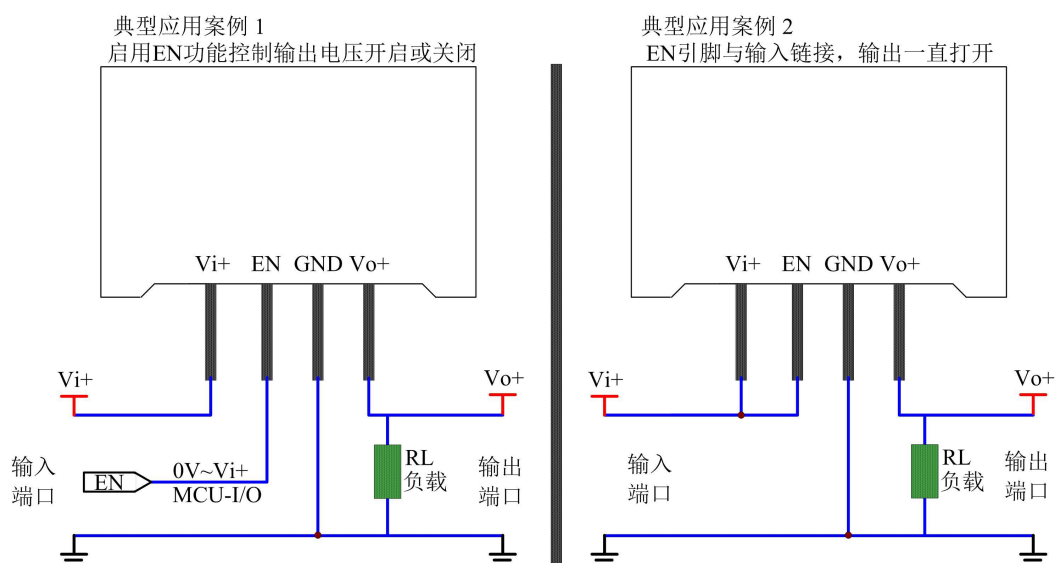 典型应用案例 1
启用EN功能控制输出电压开启或关闭
Vi+ EN GND Vo+
Vi+
Vo+
输入
端口
EN
0V~Vi+
MCU-I/O
RL
负载
输出
端口
典型应用案例 2
EN引脚与输入链接，输出一直打开
Vi+ EN GND Vo+
Vi+
Vo+
输入
端口
RL
负载
输出
端口